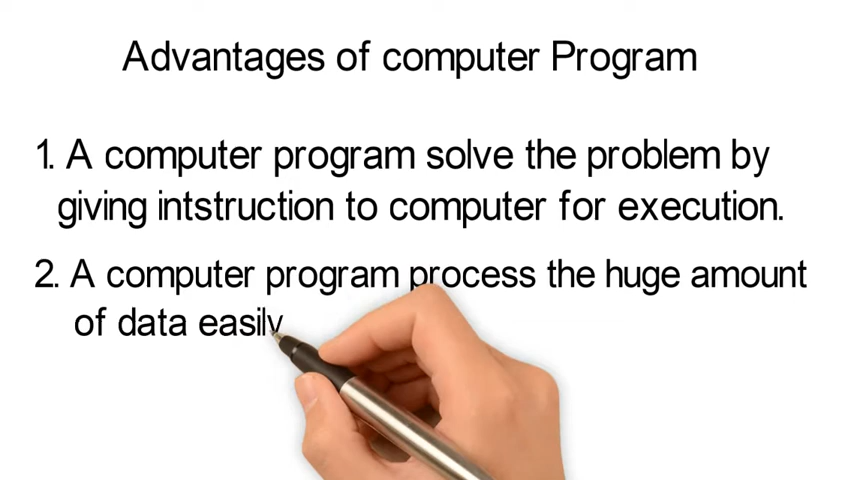 Advantages of computer Program
1. A computer program solve the problem by
giving intstruction to computer for execution.
2. A computer program process the huge amount
of data easily